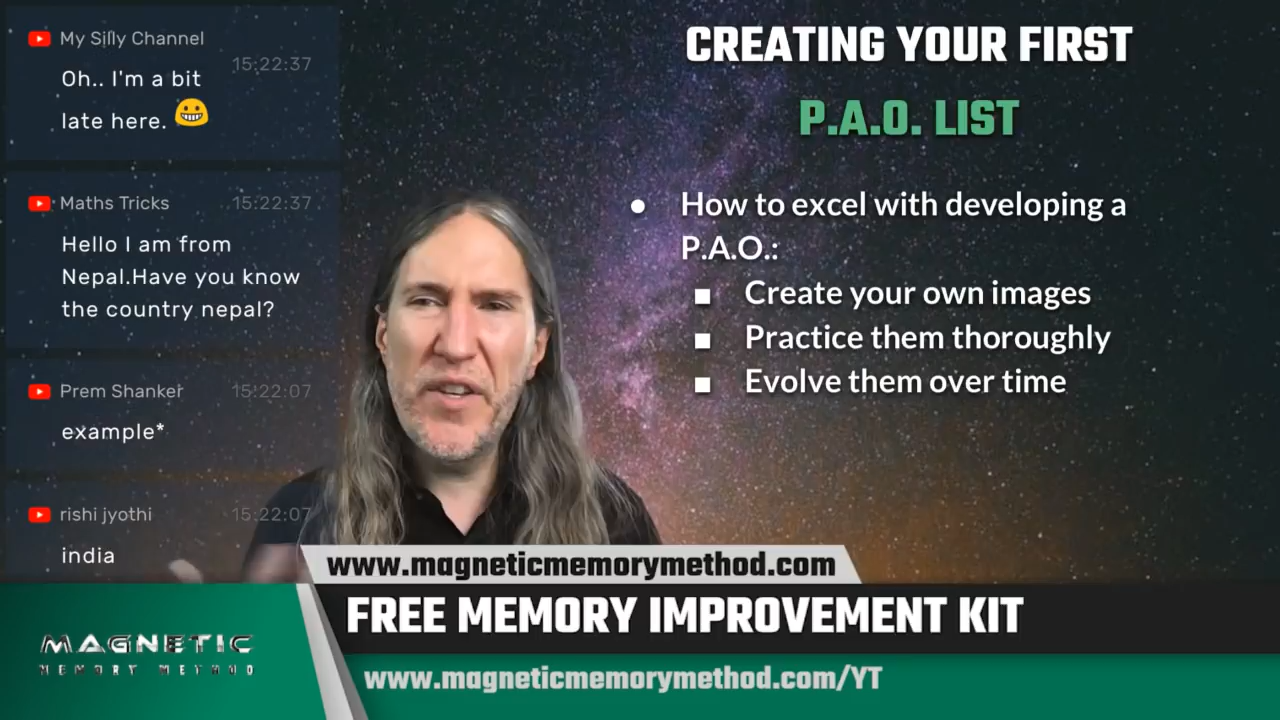 My Silly Channel
15:22:37
Oh.. I'm a bit
late here.
Maths Tricks
15:22:37
Hello I am from
Nepal.Have you know
the country nepal?
Prem Shanker
15:22:07
example*
rishi jyothi
15:22:07
india
CREATING YOUR FIRST
P.A.O. LIST
● How to excel with developing a
P.A.O.:
■ Create your own images
■ Practice them thoroughly
■ Evolve them over time
www.magneticmemorymethod.com
FREE MEMORY IMPROVEMENT KIT
MAGNETIC
MEMORY METHOD
www.magneticmemorymethod.com/YT